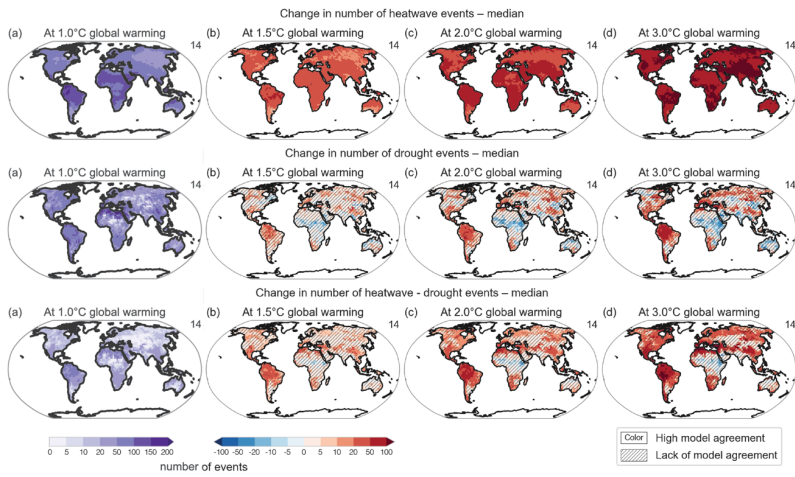 Change in number of heatwave events – median
(a) At 1.0°C global warming (b) At 1.5°C global warming (c) At 2.0°C global warming (d) At 3.0°C global warming
14 14 14 14
Change in number of drought events – median
(a) At 1.0°C global warming (b) At 1.5°C global warming (c) At 2.0°C global warming (d) At 3.0°C global warming
14 14 14 14
Change in number of heatwave - drought events – median
(a) At 1.0°C global warming (b) At 1.5°C global warming (c) At 2.0°C global warming (d) At 3.0°C global warming
14 14 14 14
Color High model agreement
Lack of model agreement
0 5 10 20 50 100 150 200
-100 -50 -20 -10 -5 0 5 10 20 50 100
number of events